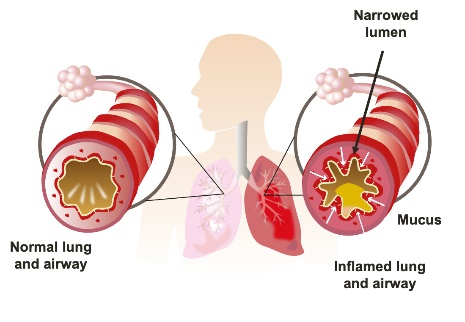 Narrowed
lumen
Mucus
Normal lung
and airway
Inflamed lung
and airway